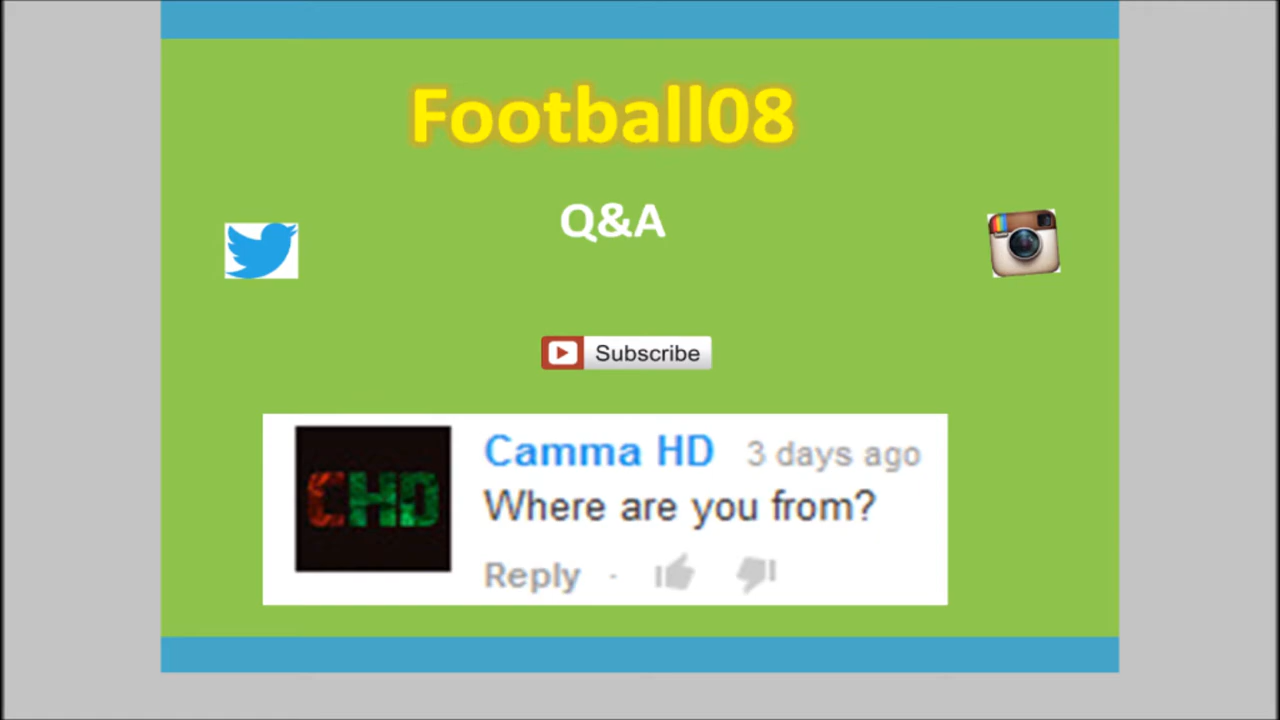 Football08
Q&A
Subscribe
CHD
Camma HD 3 days ago
Where are you from?
Reply ·